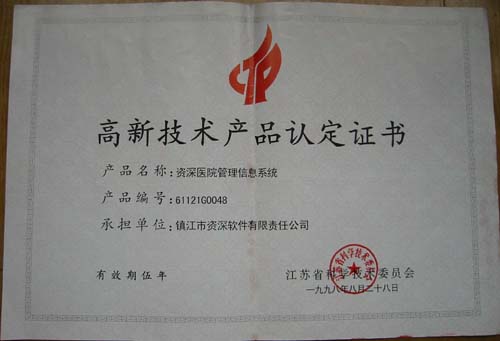 高新技术产品认定证书
产品名称:资深医院管理信息系统
产品编号:61121G0048
承担单位:镇江市资深软件有限责任公司
有效期伍年
江苏省科学技术委员会
一九九八年八月二十八日